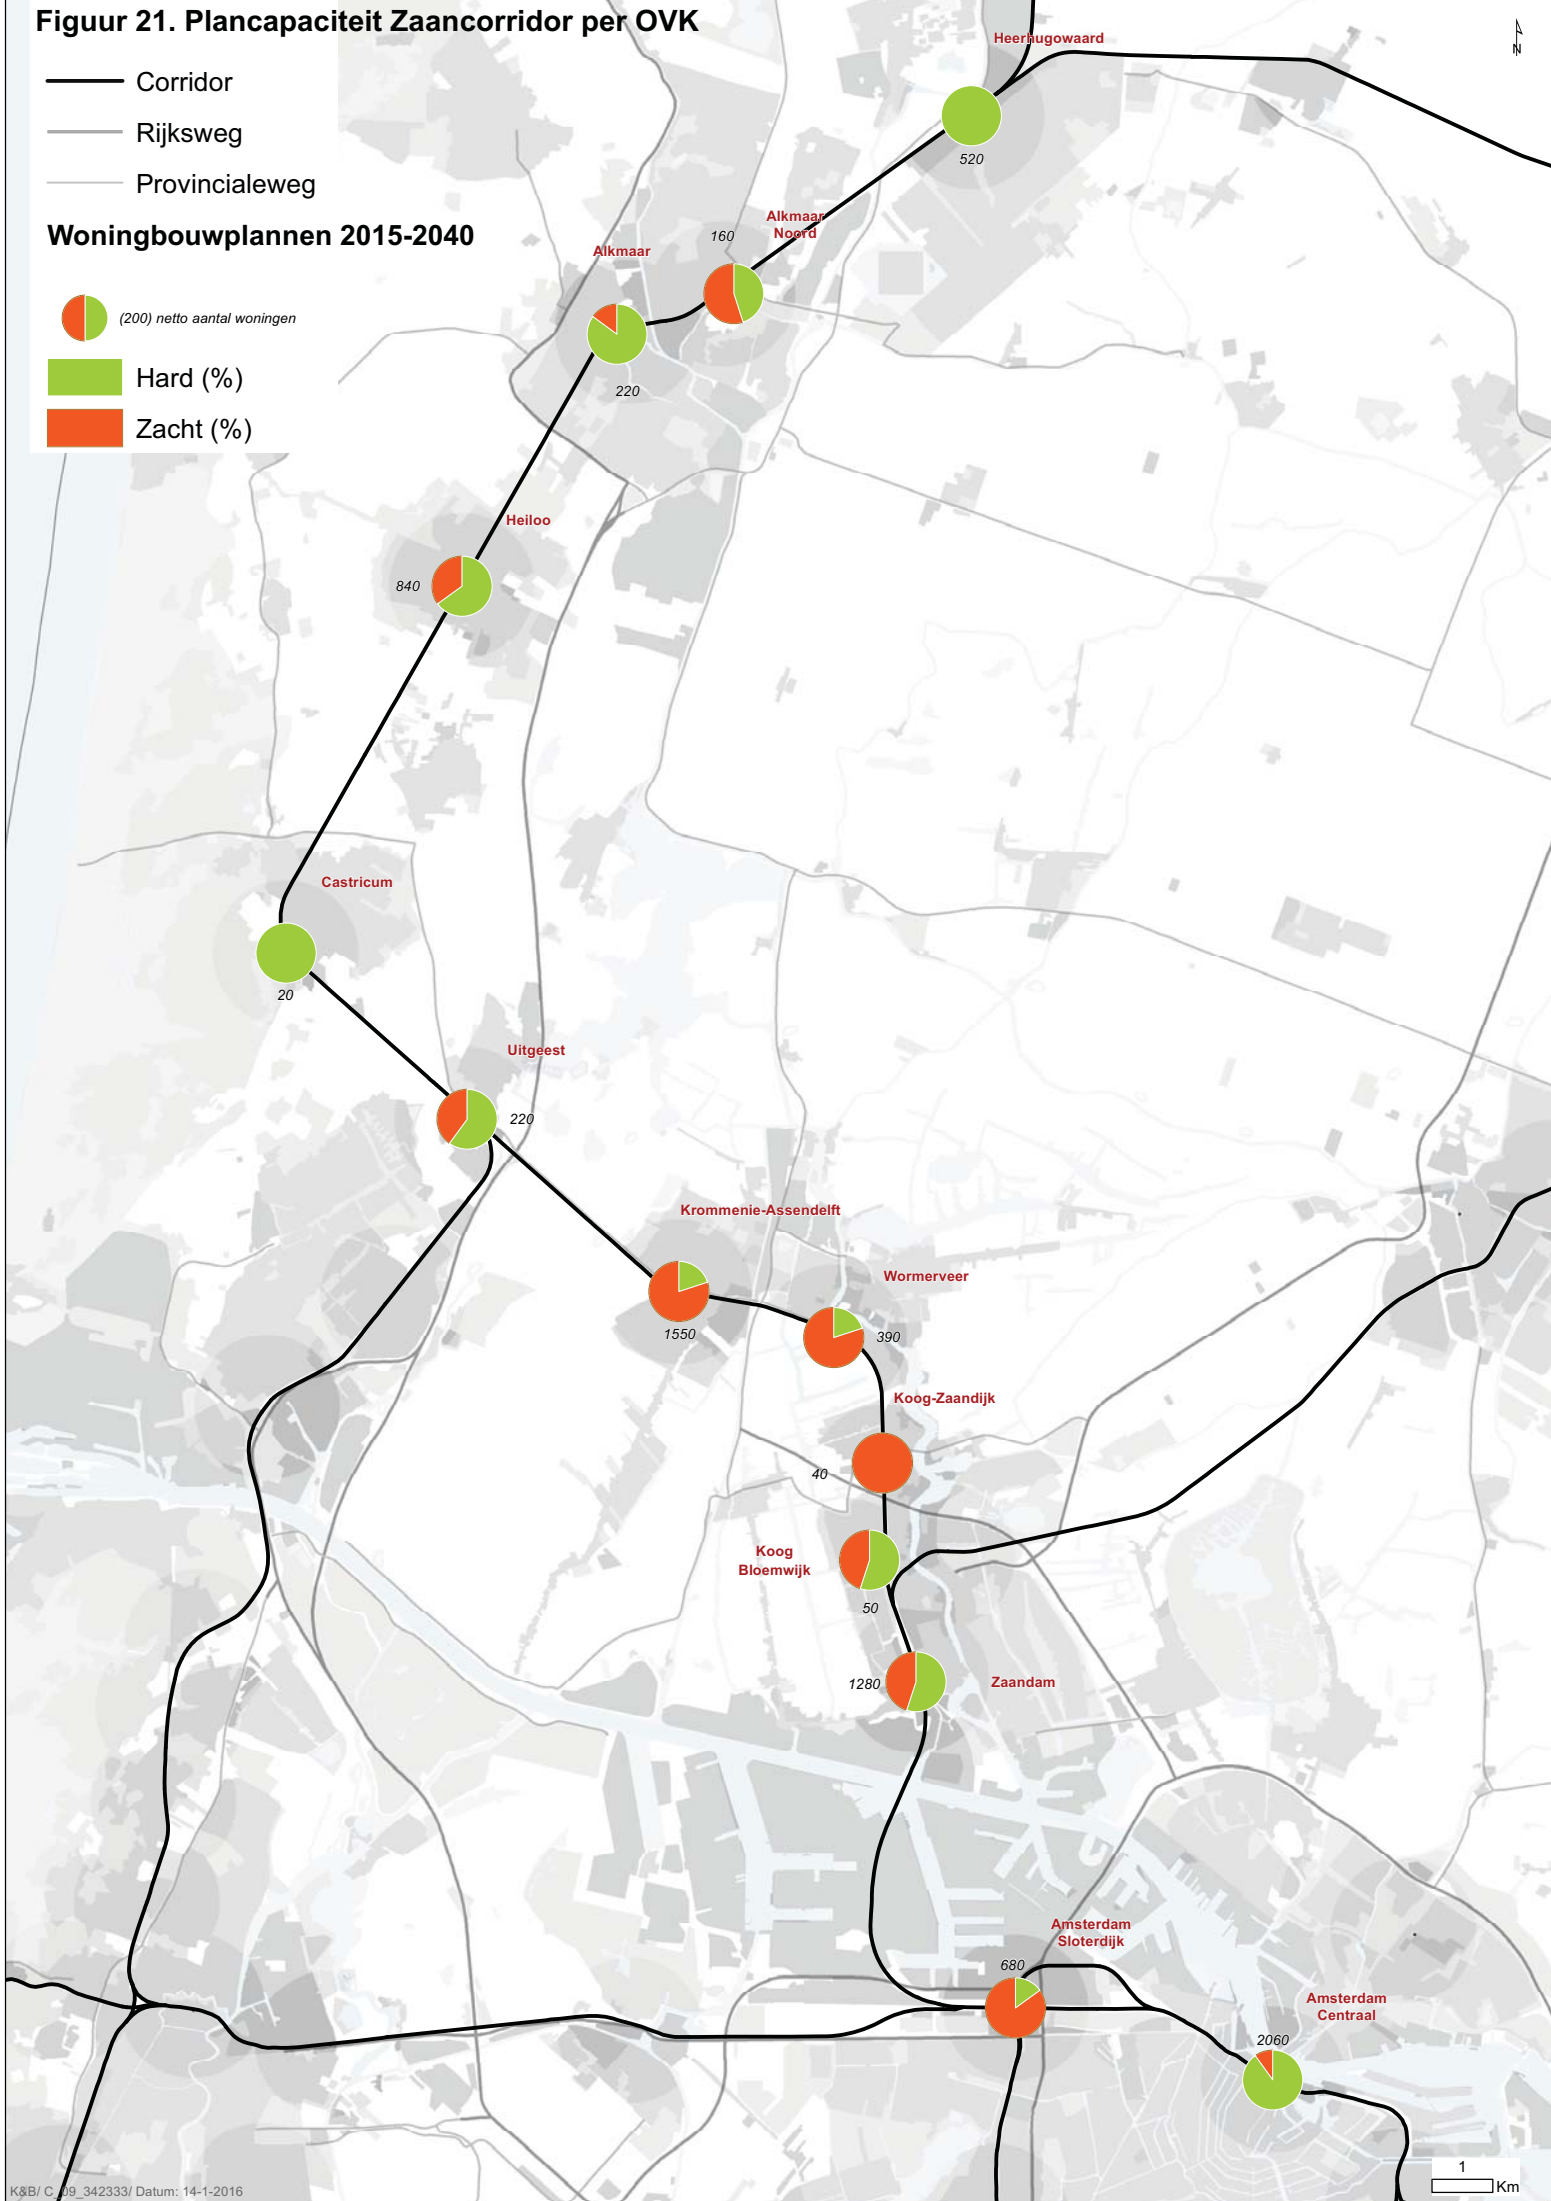 Figuur 21. Plancapaciteit Zaancorridor per OVK
Corridor
Rijksweg
Provincialeweg
Woningbouwplannen 2015-2040
(200) netto aantal woningen
Hard (%)
Zacht (%)
N
Heerhugowaard
520
Alkmaar
Noord
160
Alkmaar
220
Heiloo
840
Castricum
20
Uitgeest
220
Krommenie-Assendelft
1550
Wormerveer
390
Koog-Zaandijk
40
Koog
Bloemwijk
50
Zaandam
1280
Amsterdam
Sloterdijk
680
Amsterdam
Centraal
2060
1
Km
K&B/ C_09_342333/ Datum: 14-1-2016